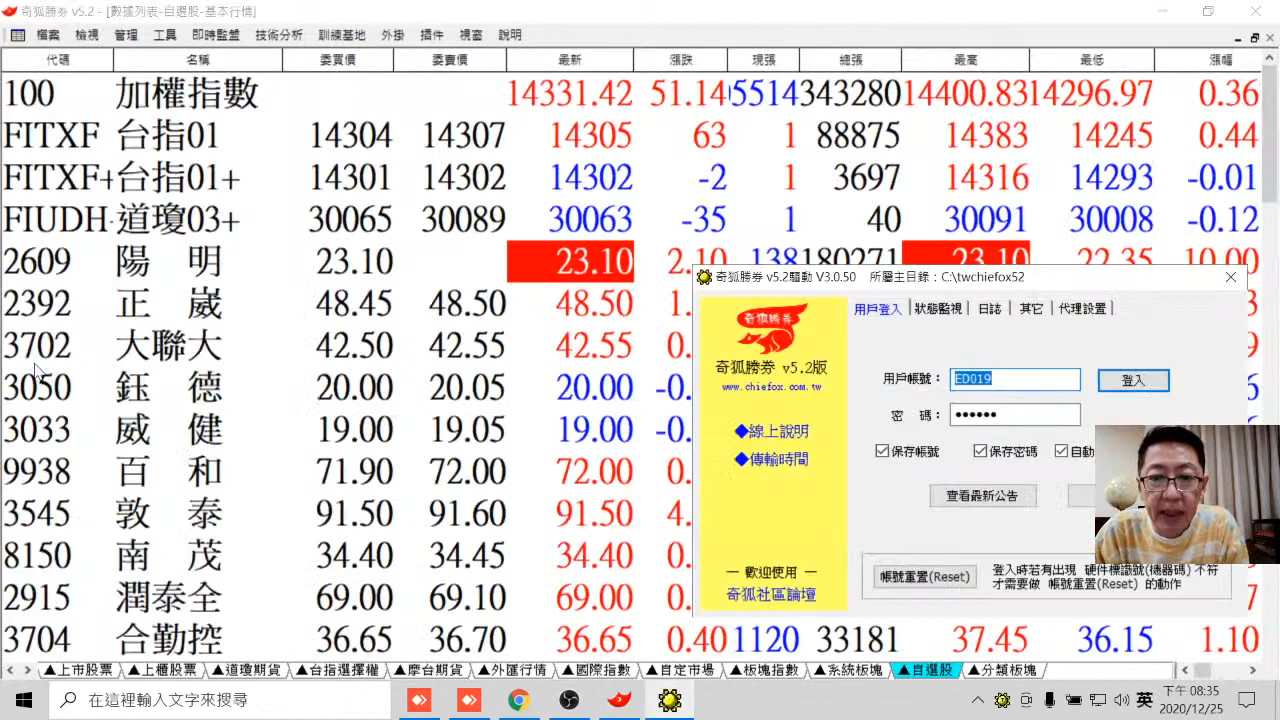 奇狐勝券 v5.2 - [數據列表-自選股-基本行情]
檔案 檢視 管理 工具 即時監盤 技術分析 訓練基地 外掛 插件 視窗 說明
代碼 名稱 委買價 委賣價 最新 漲跌 現張 總張 最高 最低 漲幅
100 加權指數 14331.42 51.14 5514 343280 14400.83 14296.97 0.36
FITXF 台指01 14304 14307 14305 63 1 88875 14383 14245 0.44
FITXF+ 台指01+ 14301 14302 14302 -2 1 3697 14316 14293 -0.01
FIUDH 道瓊03+ 30065 30089 30063 -35 1 40 30091 30008 -0.12
2609 陽 明 23.10 23.10 2.10 138 180271 23.10 22.35 10.00
2392 正 崴 48.45 48.50 48.50
3702 大聯大 42.50 42.55 42.55 0.
3050 鈺 德 20.00 20.05 20.00 -0.
3033 威 健 19.00 19.05 19.00 -0.
9938 百 和 71.90 72.00 72.00 0.
3545 敦 泰 91.50 91.60 91.50 4.
8150 南 茂 34.40 34.45 34.40 0.
2915 潤泰全 69.00 69.10 69.00 0.
3704 合勤控 36.65 36.70 36.65 0.40 1120 33181 37.45 36.15 1.10
奇狐勝券 v5.2驅動 V3.0.50 所屬主目錄：C:\twchiefox52
奇狐勝券
奇狐勝券 v5.2版
www.chiefox.com.tw
◆線上說明
◆傳輸時間
— 歡迎使用 —
奇狐社區論壇
用戶登入 狀態監視 日誌 其它 代理設置
用戶帳號： ED019 登入
密 碼： ●●●●●●
保存帳號 保存密碼 自動
查看最新公告
帳號重置(Reset)
登入時若有出現 硬件標識號(機器碼) 不符
才需要做 帳號重置(Reset) 的動作
▲上市股票 ▲上櫃股票 ▲道瓊期貨 ▲台指選擇權 ▲摩台期貨 ▲外匯行情 ▲國際指數 ▲自定市場 ▲板塊指數 ▲系統板塊 ▲自選股 ▲分類板塊
在這裡輸入文字來搜尋
英
下午 08:35
2020/12/25